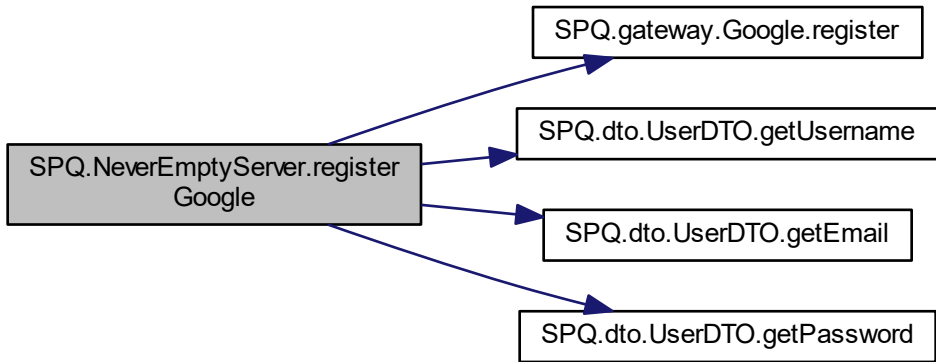 SPQ.gateway.Google.register
SPQ.dto.UserDTO.getUsername
SPQ.NeverEmptyServer.register
Google
SPQ.dto.UserDTO.getEmail
SPQ.dto.UserDTO.getPassword